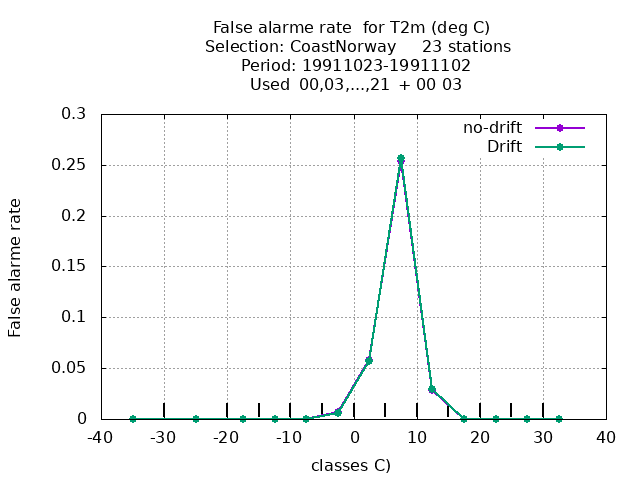 False alarme rate  for T2m (deg C)
Selection: CoastNorway     23 stations
Period: 19911023-19911102
Used  00,03,...,21  + 00 03
no-drift
Drift
False alarme rate
0.3
0.25
0.2
0.15
0.1
0.05
0
-40 -30 -20 -10 0 10 20 30 40
classes C)